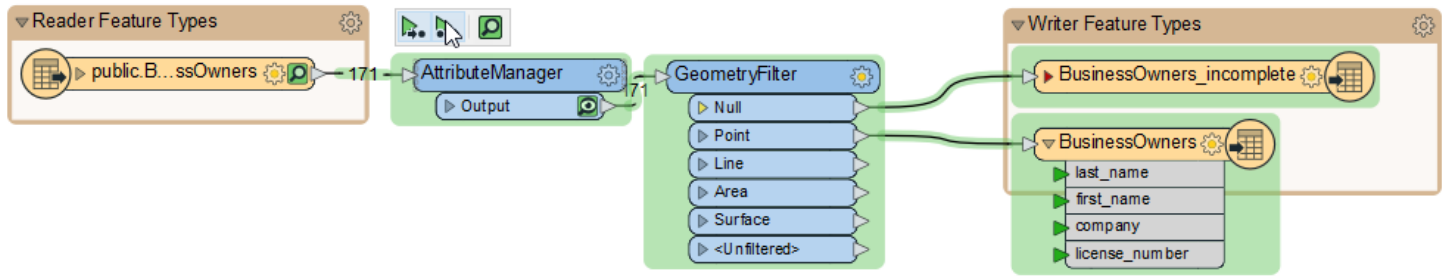 Reader Feature Types
public.B...ssOwners
171
AttributeManager
Output
171
GeometryFilter
Null
Point
Line
Area
Surface
<Unfiltered>
Writer Feature Types
BusinessOwners_incomplete
BusinessOwners
last_name
first_name
company
license_number